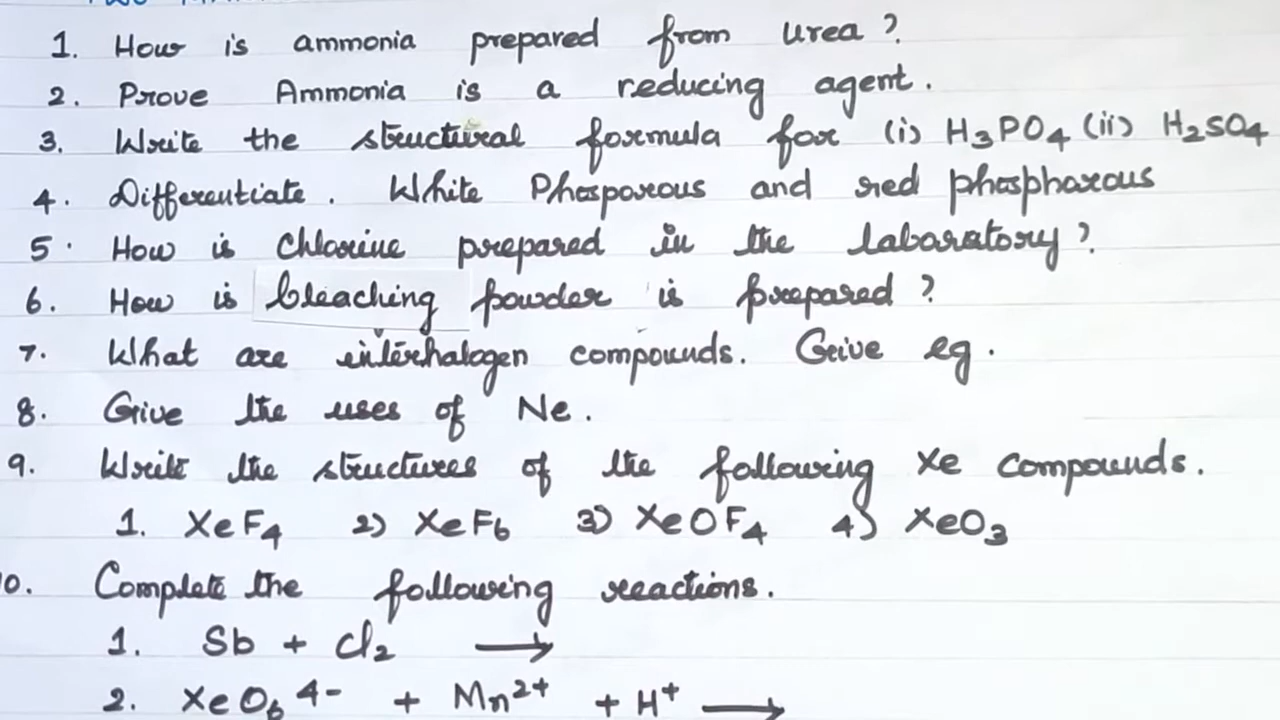 1. How is ammonia prepared from urea?
2. Prove Ammonia is a reducing agent.
3. Write the structural formula for (i) H₃PO₄ (ii) H₂SO₄
4. Differentiate. White Phosporous and red phosphorous
5. How is chlorine prepared in the laboratory?
6. How is bleaching powder is prepared?
7. What are interhalogen compounds. Give eg.
8. Give the uses of Ne.
9. Write the structures of the following Xe compounds.
1. XeF₄ 2) XeF₆ 3) XeOF₄ 4) XeO₃
10. Complete the following reactions.
1. Sb + Cl₂ ⟶
2. XeO₆⁴⁻ + Mn²⁺ + H⁺ ⟶